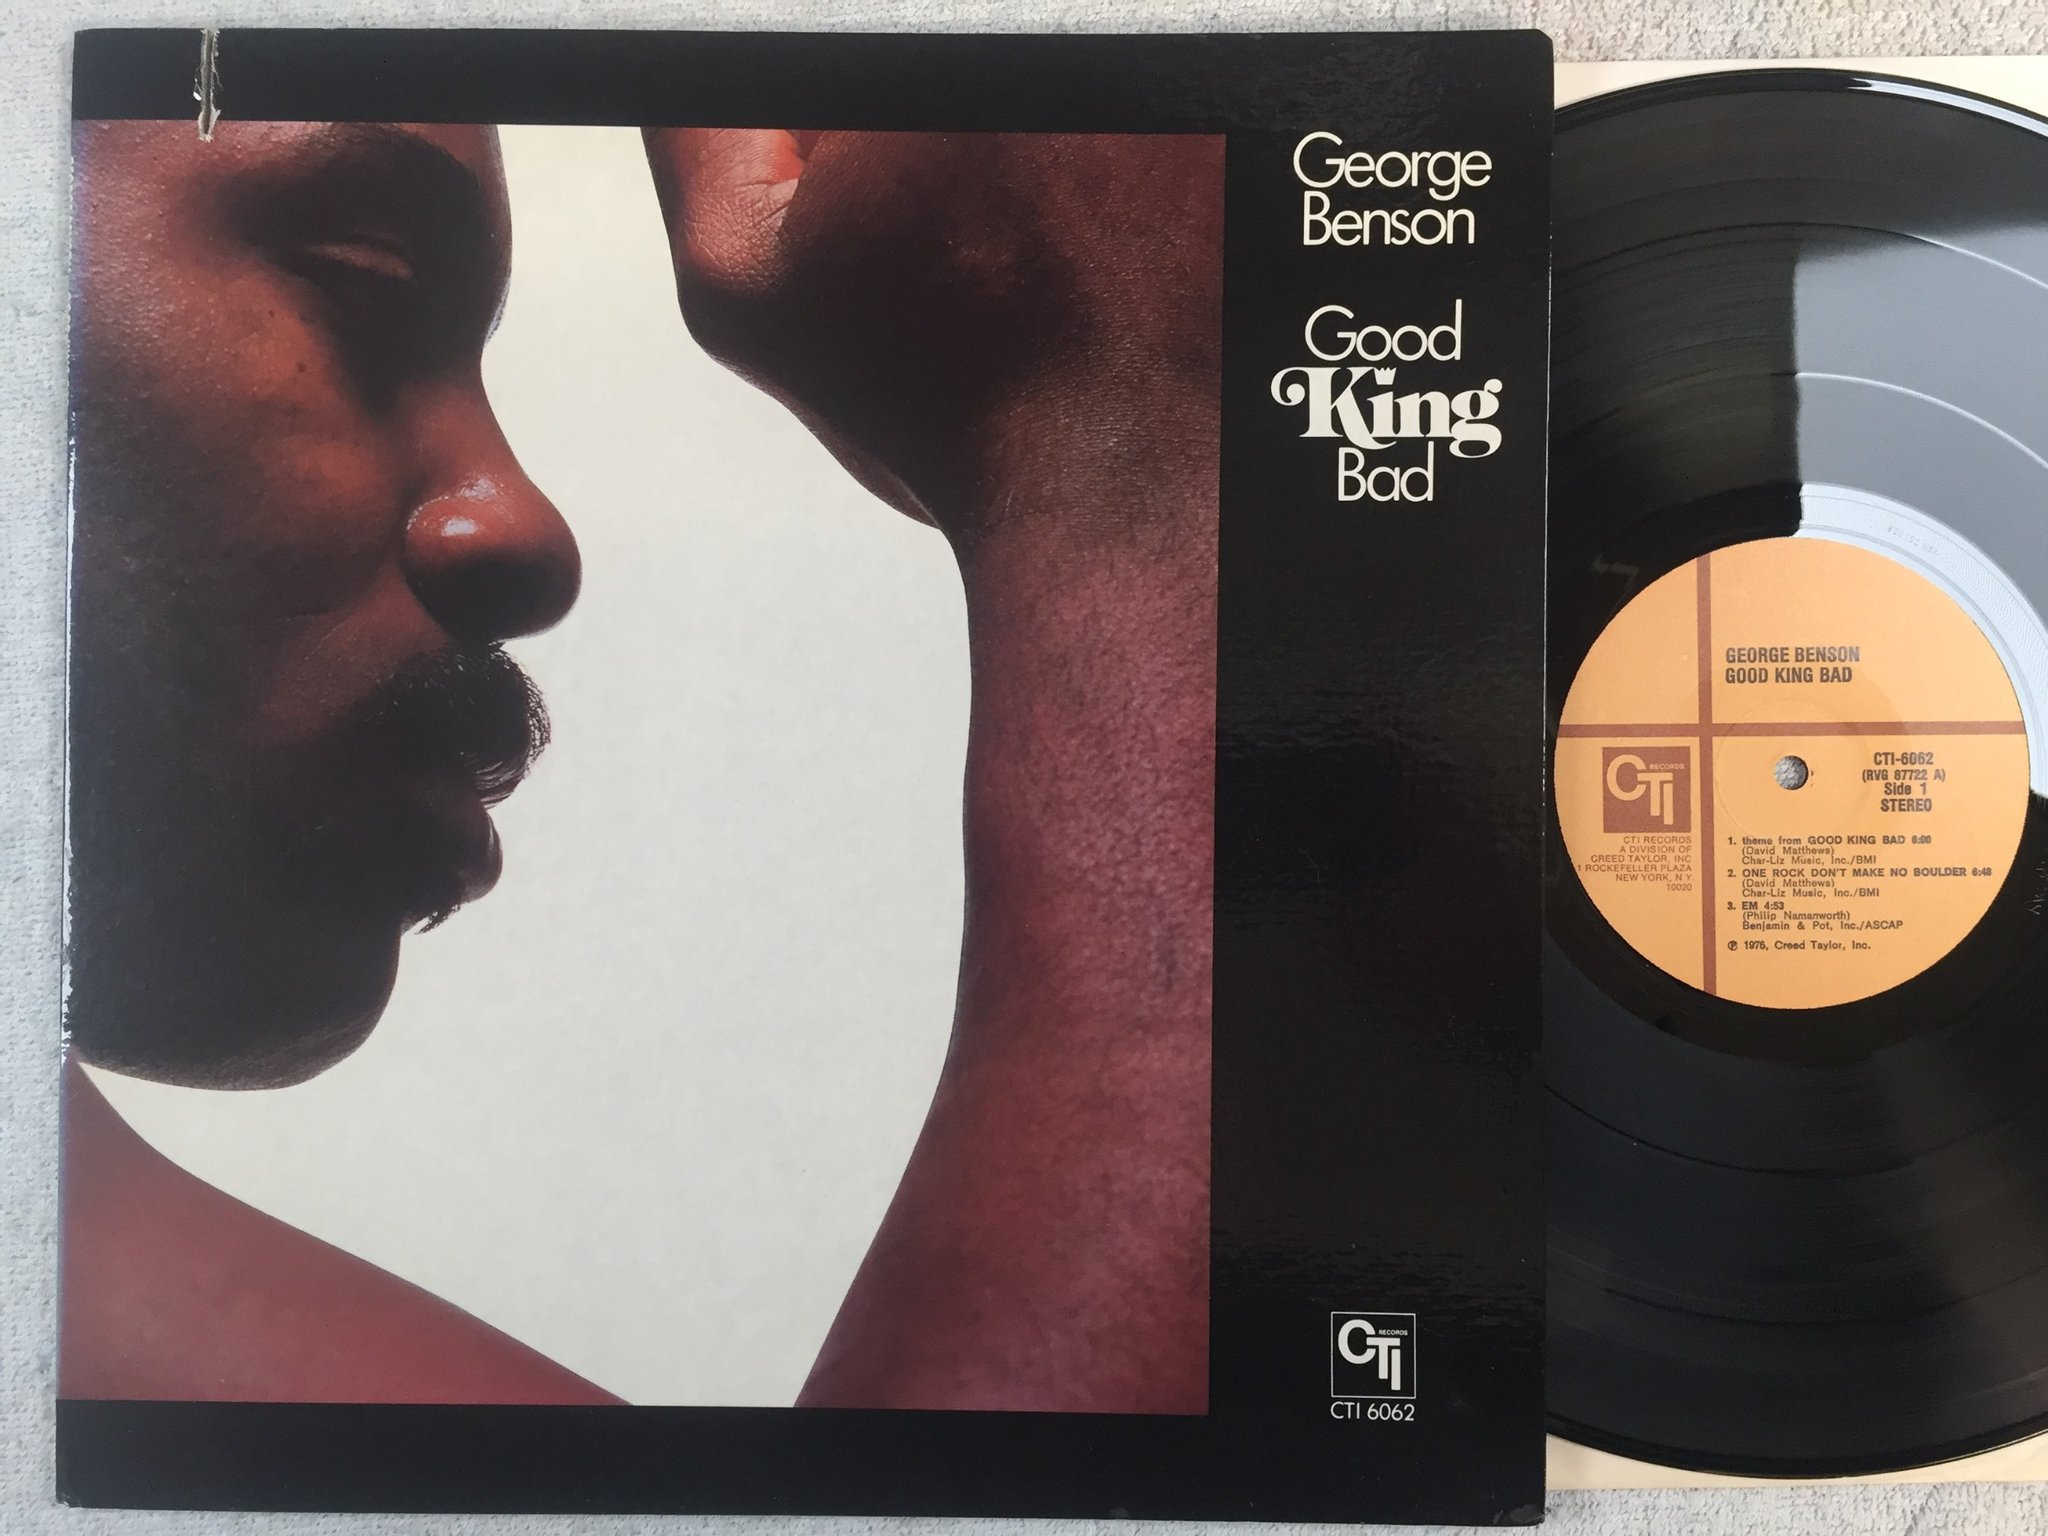 George
Benson
Good
King
Bad
CTI RECORDS
CTI 6062
GEORGE BENSON
GOOD KING BAD
CTI RECORDS
CTI RECORDS
A DIVISION OF
CREED TAYLOR, INC
1 ROCKEFELLER PLAZA
NEW YORK, N Y
10020
CTI-6062
(RVG 87722 A)
Side 1
STEREO
1. theme from GOOD KING BAD 6:00
(David Matthews)
Char-Liz Music, Inc./BMI
2. ONE ROCK DON'T MAKE NO BOULDER 6:48
(David Matthews)
Char-Liz Music, Inc./BMI
3. EM 4:53
(Philip Namanworth)
Benjamin & Pot, Inc./ASCAP
℗ 1976, Creed Taylor, Inc.